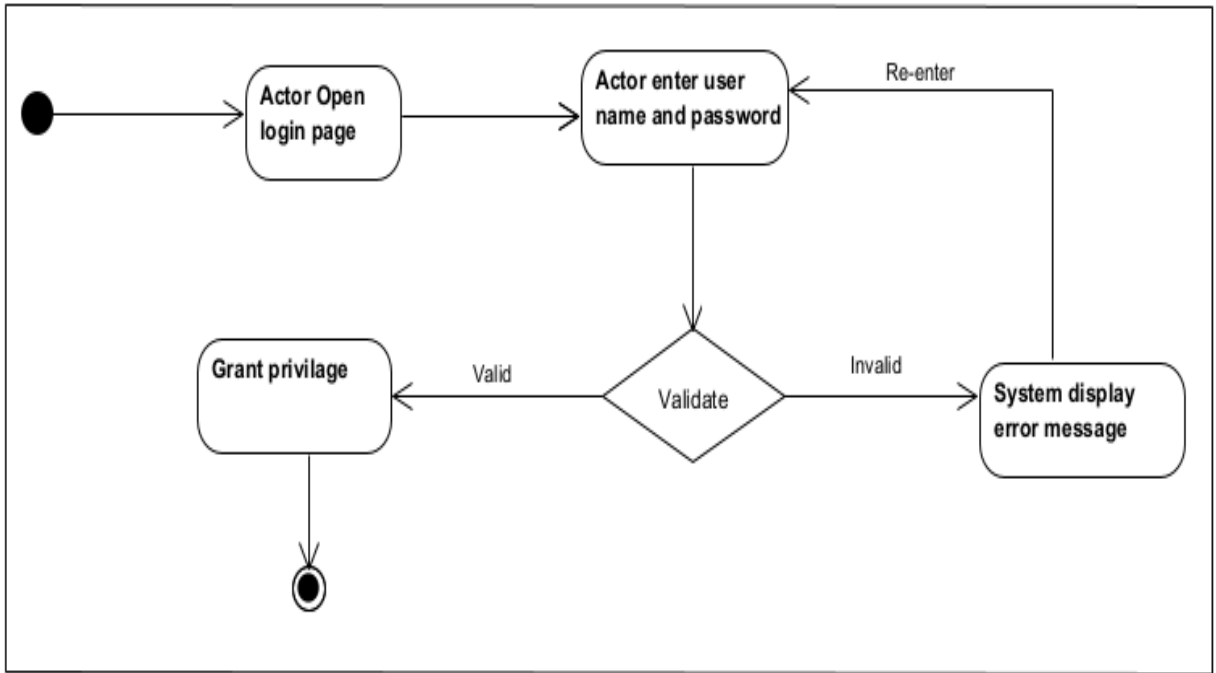 Actor Open
login page
Actor enter user
name and password
Re-enter
Grant privilage
Valid
Validate
Invalid
System display
error message